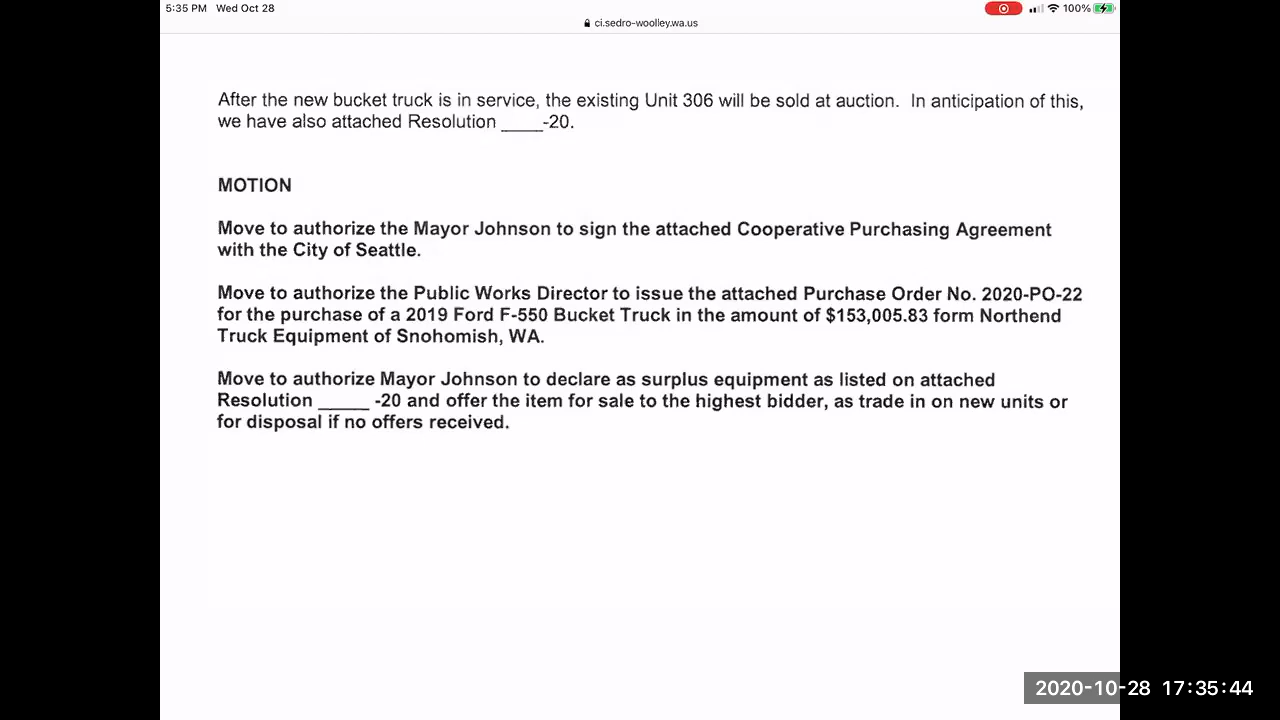 5:35 PM Wed Oct 28
100%
ci.sedro-woolley.wa.us
After the new bucket truck is in service, the existing Unit 306 will be sold at auction. In anticipation of this,
we have also attached Resolution ____-20.
MOTION
Move to authorize the Mayor Johnson to sign the attached Cooperative Purchasing Agreement
with the City of Seattle.
Move to authorize the Public Works Director to issue the attached Purchase Order No. 2020-PO-22
for the purchase of a 2019 Ford F-550 Bucket Truck in the amount of $153,005.83 form Northend
Truck Equipment of Snohomish, WA.
Move to authorize Mayor Johnson to declare as surplus equipment as listed on attached
Resolution _____ -20 and offer the item for sale to the highest bidder, as trade in on new units or
for disposal if no offers received.
2020-10-28 17:35:44